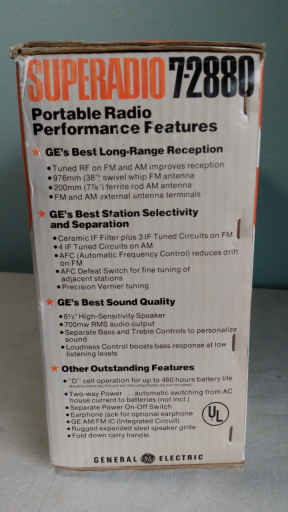 SUPERADIO 7-2880
Portable Radio
Performance Features
GE's Best Long-Range Reception
•Tuned RF on FM and AM improves reception
•976mm (38") swivel whip FM antenna
•200mm (7⅞") ferrite rod AM antenna
•FM and AM external antenna terminals
GE's Best Station Selectivity
and Separation
•Ceramic IF Filter plus 3 IF Tuned Circuits on FM
•4 IF Tuned Circuits on AM
•AFC (Automatic Frequency Control) reduces drift
on FM
•AFC Defeat Switch for fine tuning of
adjacent stations
•Precision Vernier tuning
GE's Best Sound Quality
•6½" High-Sensitivity Speaker
•700mw RMS audio output
•Separate Bass and Treble Controls to personalize
sound
•Loudness Control boosts bass response at low
listening levels
Other Outstanding Features
•"D" cell operation for up to 460 hours battery life
•Two-way Power ... automatic switching from AC
house current to batteries (not incl.)
•Separate Power On-Off Switch
•Earphone jack for optional earphone
•GE AM/FM IC (Integrated Circuit)
•Rugged expanded steel speaker grille
•Fold down carry handle
UL
GENERAL GE ELECTRIC